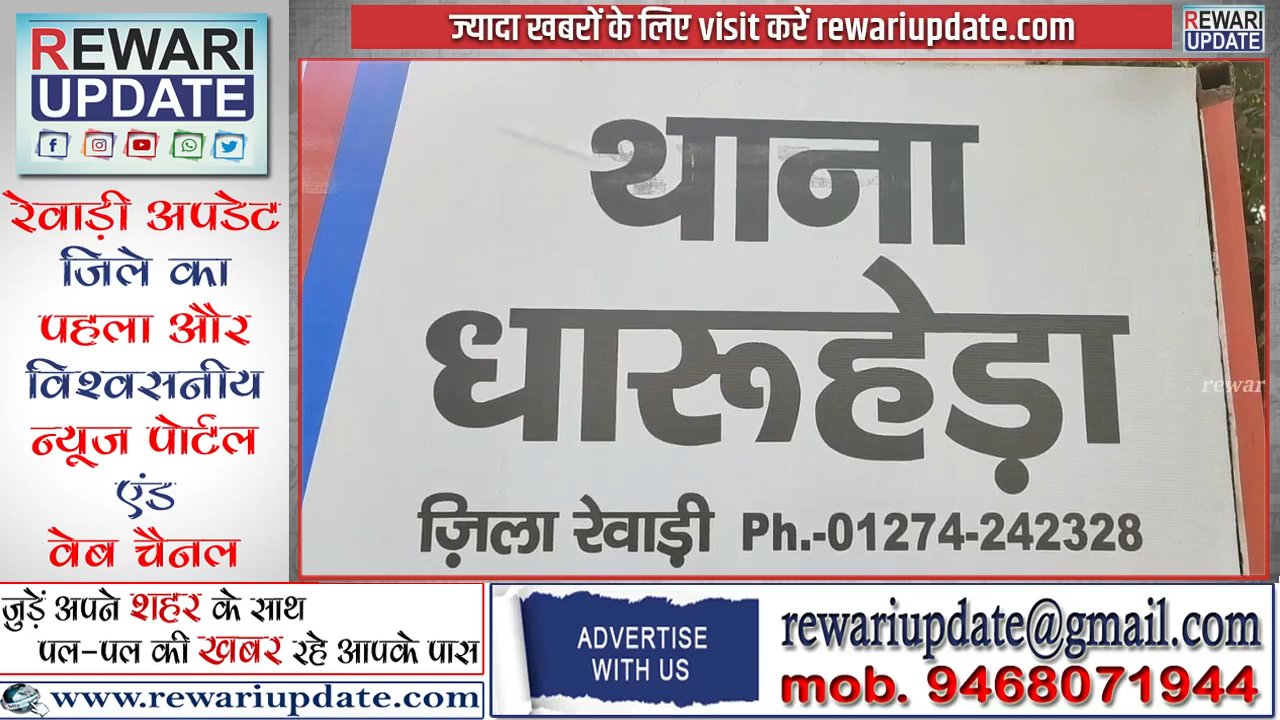 ज्यादा खबरों के लिए visit करें rewariupdate.com
REWARI
UPDATE
REWARI
UPDATE
रेवाड़ी अपडेट
जिले का
पहला और
विश्वसनीय
न्यूज पोर्टल
एंड
वेब चैनल
थाना
धारुहेड़ा
ज़िला रेवाड़ी Ph.-01274-242328
rewar
जुड़ें अपने शहर के साथ
पल-पल की खबर रहे आपके पास
www.rewariupdate.com
ADVERTISE
WITH US
rewariupdate@gmail.com
mob. 9468071944